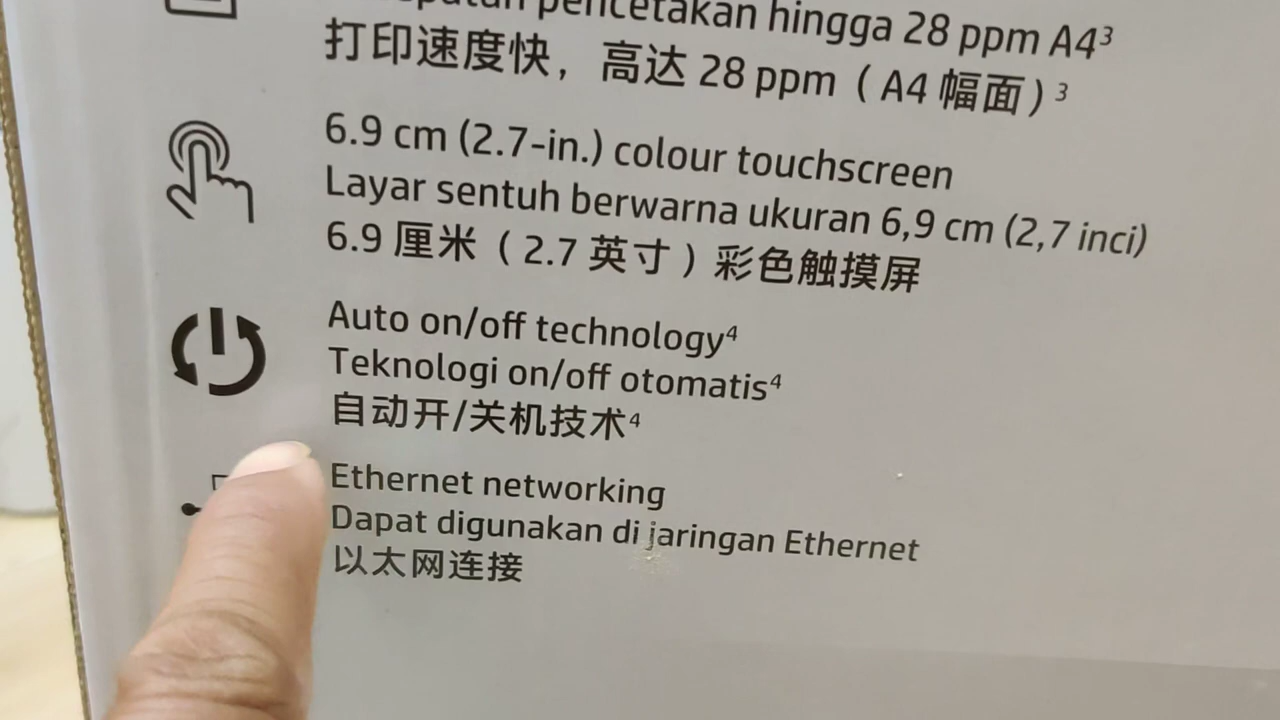 pencetakan hingga 28 ppm A4³
打印速度快，高达 28 ppm（A4 幅面）³
6.9 cm (2.7-in.) colour touchscreen
Layar sentuh berwarna ukuran 6,9 cm (2,7 inci)
6.9 厘米（2.7 英寸）彩色触摸屏
Auto on/off technology⁴
Teknologi on/off otomatis⁴
自动开/关机技术⁴
Ethernet networking
Dapat digunakan di jaringan Ethernet
以太网连接